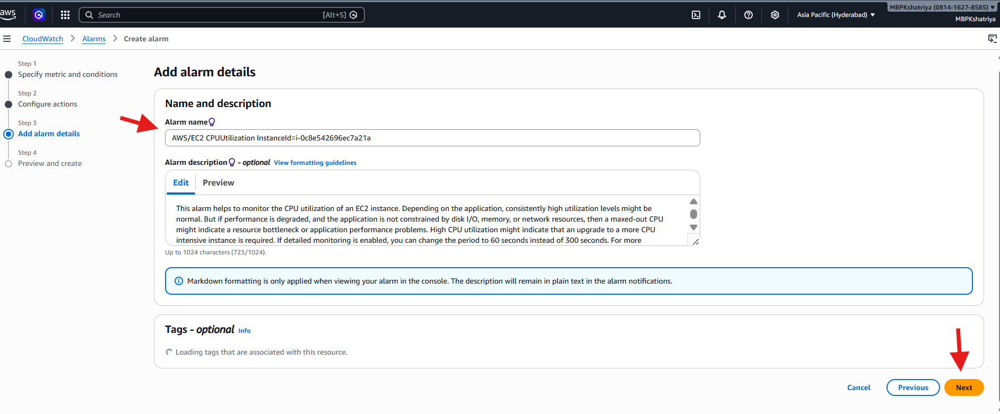 aws
Search
[Alt+S]
Asia Pacific (Hyderabad)
MBPKshatriya (0814-1627-8585)
MBPKshatriya
CloudWatch
Alarms
Create alarm
Step 1
Specify metric and conditions
Step 2
Configure actions
Step 3
Add alarm details
Step 4
Preview and create
Add alarm details
Name and description
Alarm name
AWS/EC2 CPUUtilization InstanceId=i-0c8e542696ec7a21a
Alarm description - optional View formatting guidelines
Edit
Preview
This alarm helps to monitor the CPU utilization of an EC2 instance. Depending on the application, consistently high utilization levels might be
normal. But if performance is degraded, and the application is not constrained by disk I/O, memory, or network resources, then a maxed-out CPU
might indicate a resource bottleneck or application performance problems. High CPU utilization might indicate that an upgrade to a more CPU
intensive instance is required. If detailed monitoring is enabled, you can change the period to 60 seconds instead of 300 seconds. For more
Up to 1024 characters (723/1024).
Markdown formatting is only applied when viewing your alarm in the console. The description will remain in plain text in the alarm notifications.
Tags - optional Info
Loading tags that are associated with this resource.
Cancel
Previous
Next